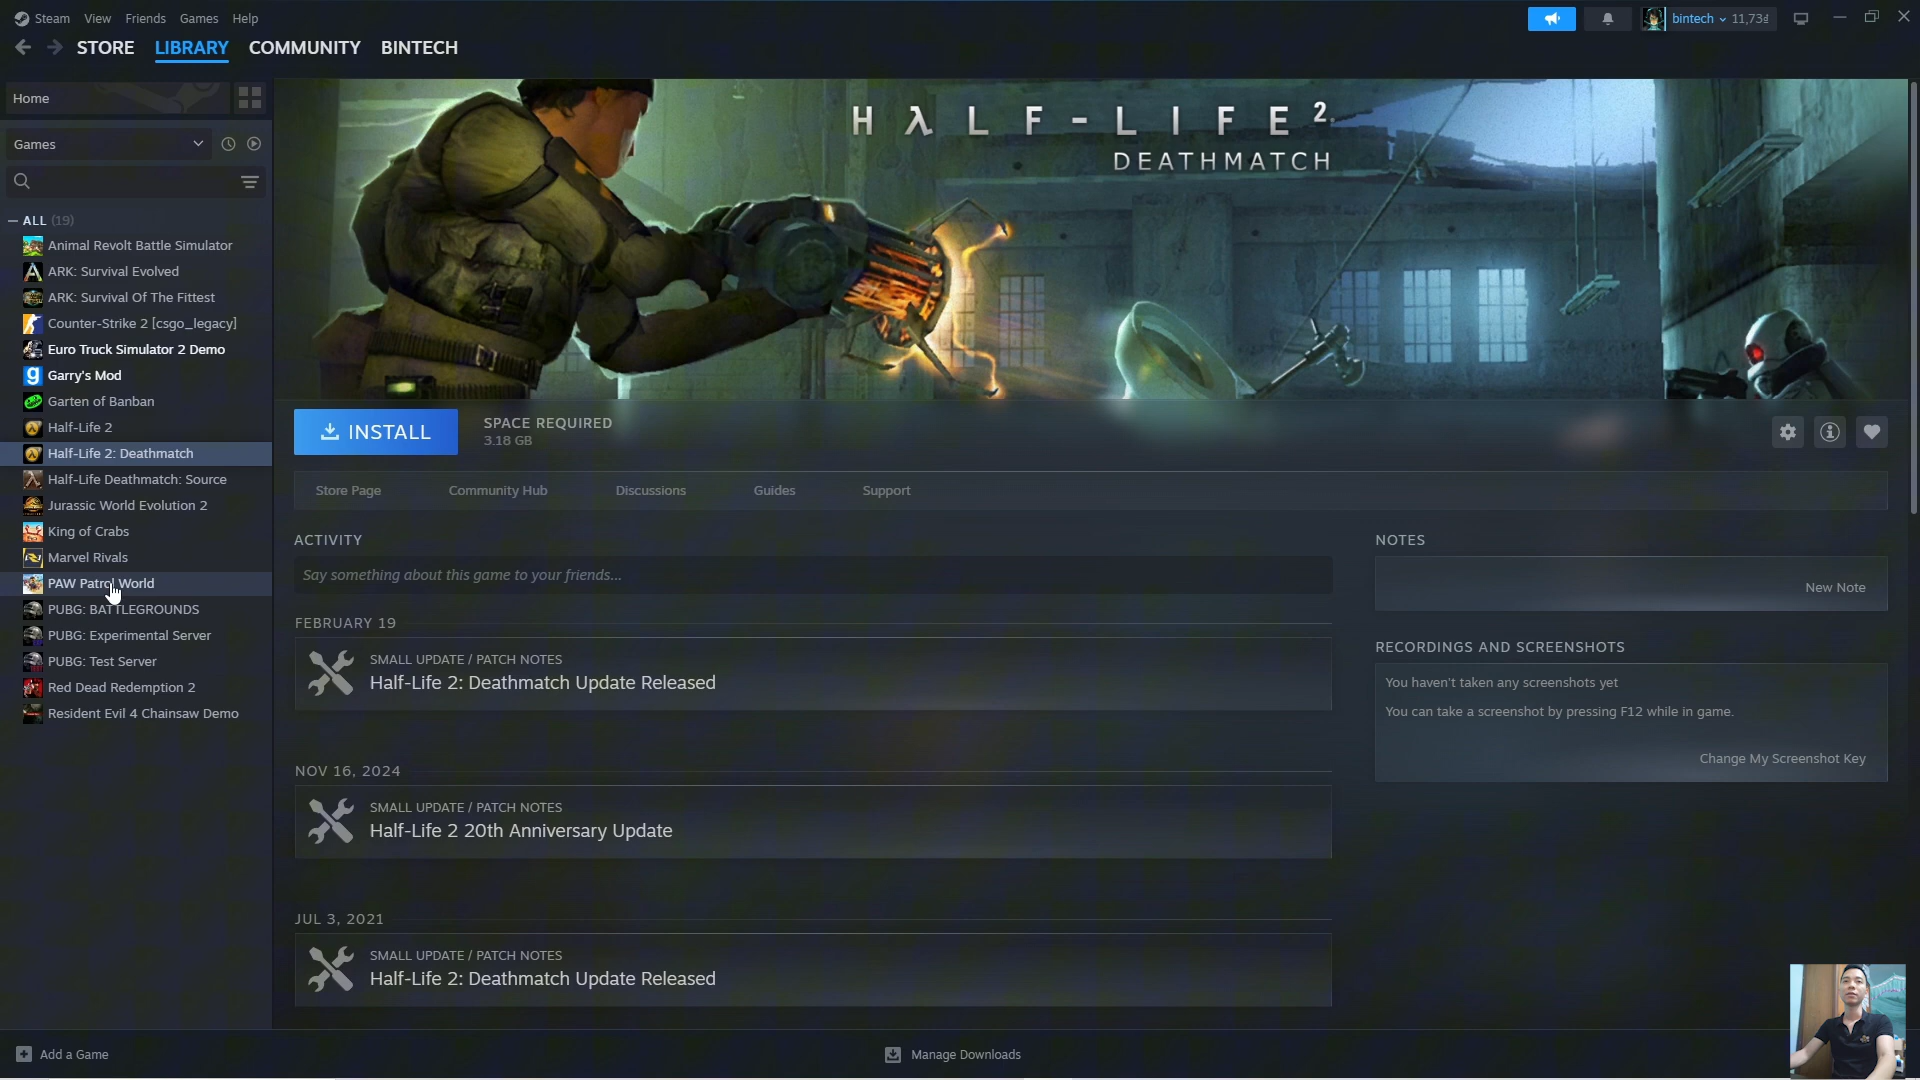 Steam View Friends Games Help
bintech 11,73₫
STORE LIBRARY COMMUNITY BINTECH
Home
Games
ALL (19)
Animal Revolt Battle Simulator
ARK: Survival Evolved
ARK: Survival Of The Fittest
Counter-Strike 2 [csgo_legacy]
Euro Truck Simulator 2 Demo
Garry's Mod
Garten of Banban
Half-Life 2
Half-Life 2: Deathmatch
Half-Life Deathmatch: Source
Jurassic World Evolution 2
King of Crabs
Marvel Rivals
PAW Patrol World
PUBG: BATTLEGROUNDS
PUBG: Experimental Server
PUBG: Test Server
Red Dead Redemption 2
Resident Evil 4 Chainsaw Demo
Add a Game
HλLF-LIFE²
DEATHMATCH
INSTALL
SPACE REQUIRED
3.18 GB
Store Page Community Hub Discussions Guides Support
ACTIVITY
Say something about this game to your friends...
FEBRUARY 19
SMALL UPDATE / PATCH NOTES
Half-Life 2: Deathmatch Update Released
NOV 16, 2024
SMALL UPDATE / PATCH NOTES
Half-Life 2 20th Anniversary Update
JUL 3, 2021
SMALL UPDATE / PATCH NOTES
Half-Life 2: Deathmatch Update Released
NOTES
New Note
RECORDINGS AND SCREENSHOTS
You haven't taken any screenshots yet
You can take a screenshot by pressing F12 while in game.
Change My Screenshot Key
Manage Downloads